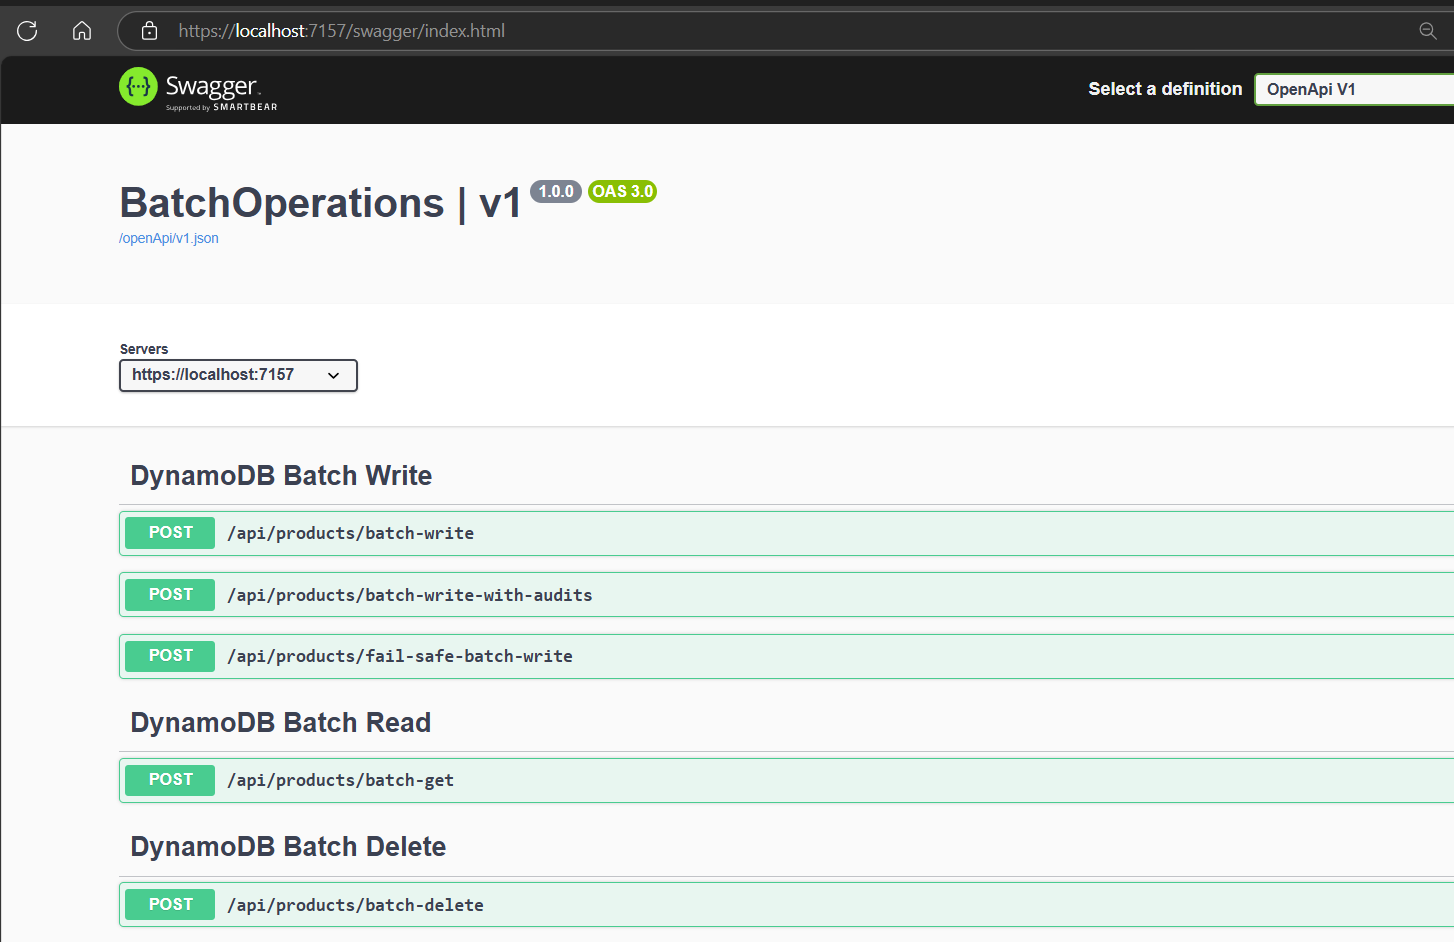 https://localhost:7157/swagger/index.html
Swagger
Supported by SMARTBEAR
Select a definition
OpenApi V1
BatchOperations | v1 1.0.0 OAS 3.0
/openApi/v1.json
Servers
https://localhost:7157
DynamoDB Batch Write
POST /api/products/batch-write
POST /api/products/batch-write-with-audits
POST /api/products/fail-safe-batch-write
DynamoDB Batch Read
POST /api/products/batch-get
DynamoDB Batch Delete
POST /api/products/batch-delete